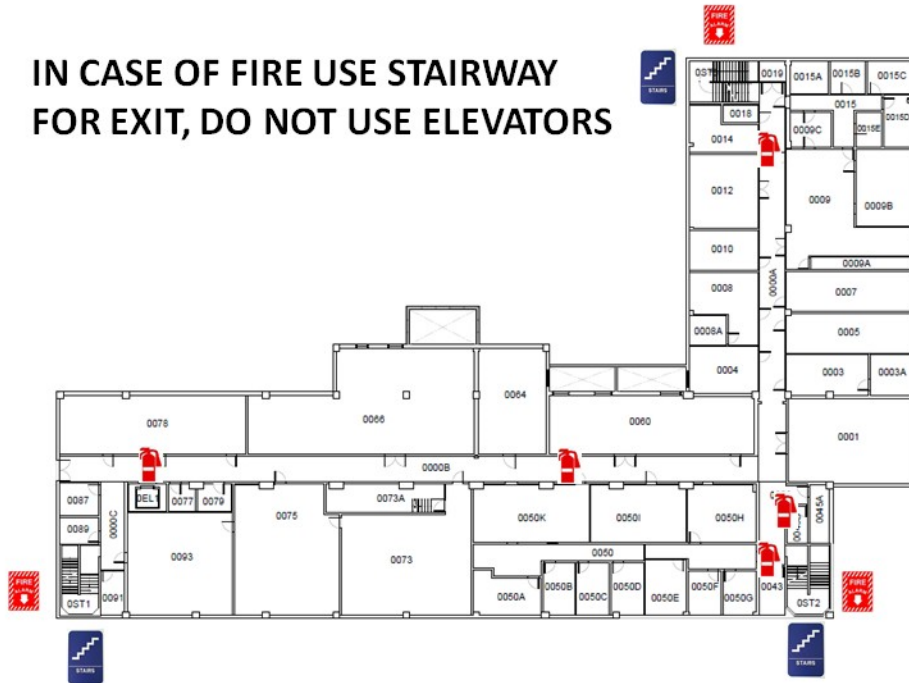 FIRE
ALARM
IN CASE OF FIRE USE STAIRWAY
FOR EXIT, DO NOT USE ELEVATORS
STAIRS
0019
0015A
0015B
0015C
0018
0015
0014
0009C
0015E
0015D
0012
0009
0009B
0010
0009A
0000A
0008
0007
0008A
0005
0004
0003
0003A
0064
0078
0066
0060
0001
0000B
0087
0EL1
0077
0079
0073A
0045A
0089
0000C
0075
0050K
0050I
0050H
0093
0073
0050
0091
0050A
0050B
0050C
0050D
0050E
0050F
0050G
0043
0ST1
0ST2
FIRE
ALARM
FIRE
ALARM
STAIRS
STAIRS